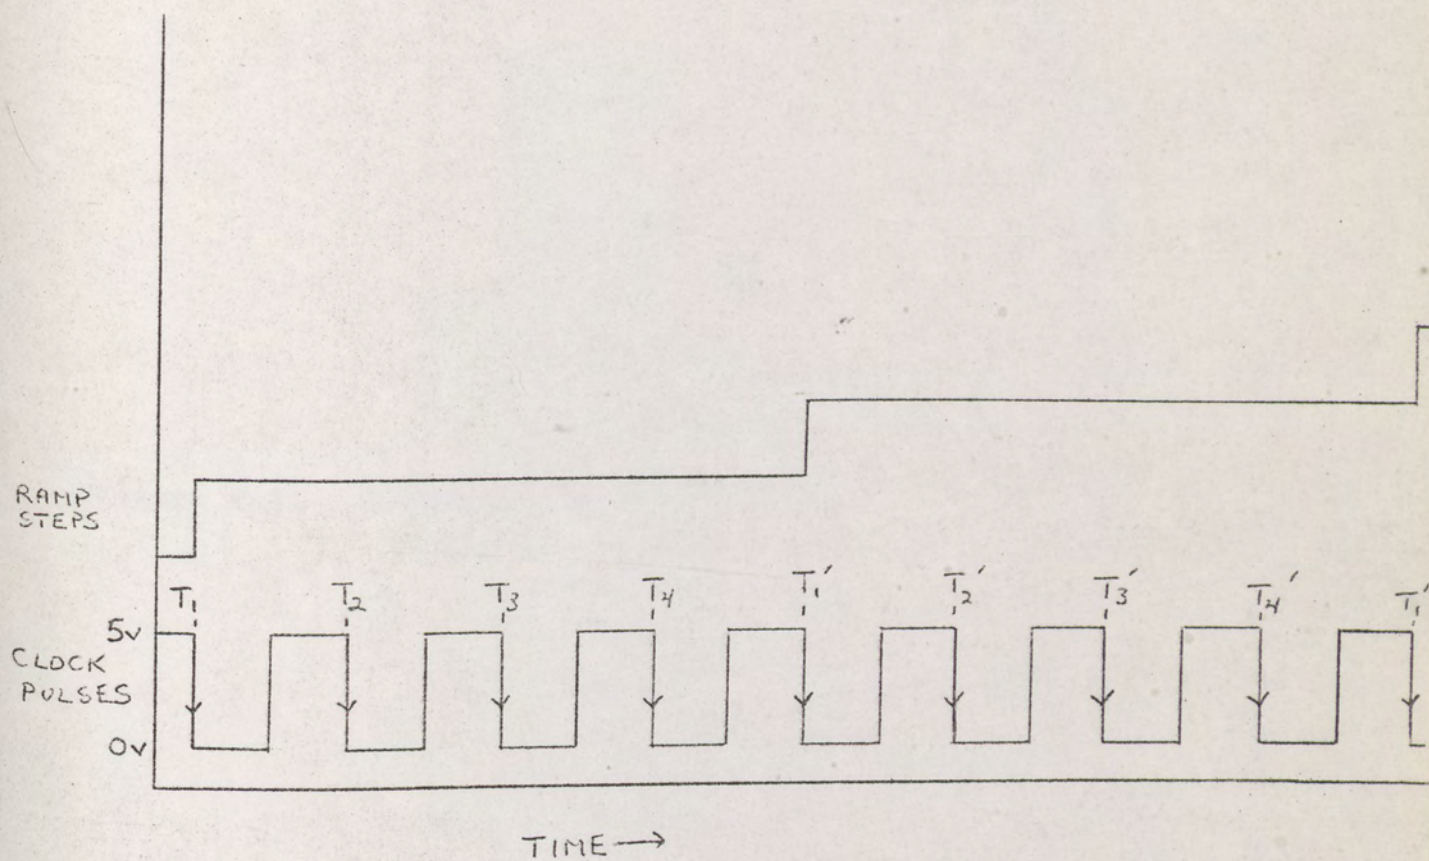 RAMP
STEPS
T₁ T₂ T₃ T₄ T₁′ T₂′ T₃′ T₄′ T₁′
5v
CLOCK
PULSES
0v
TIME →